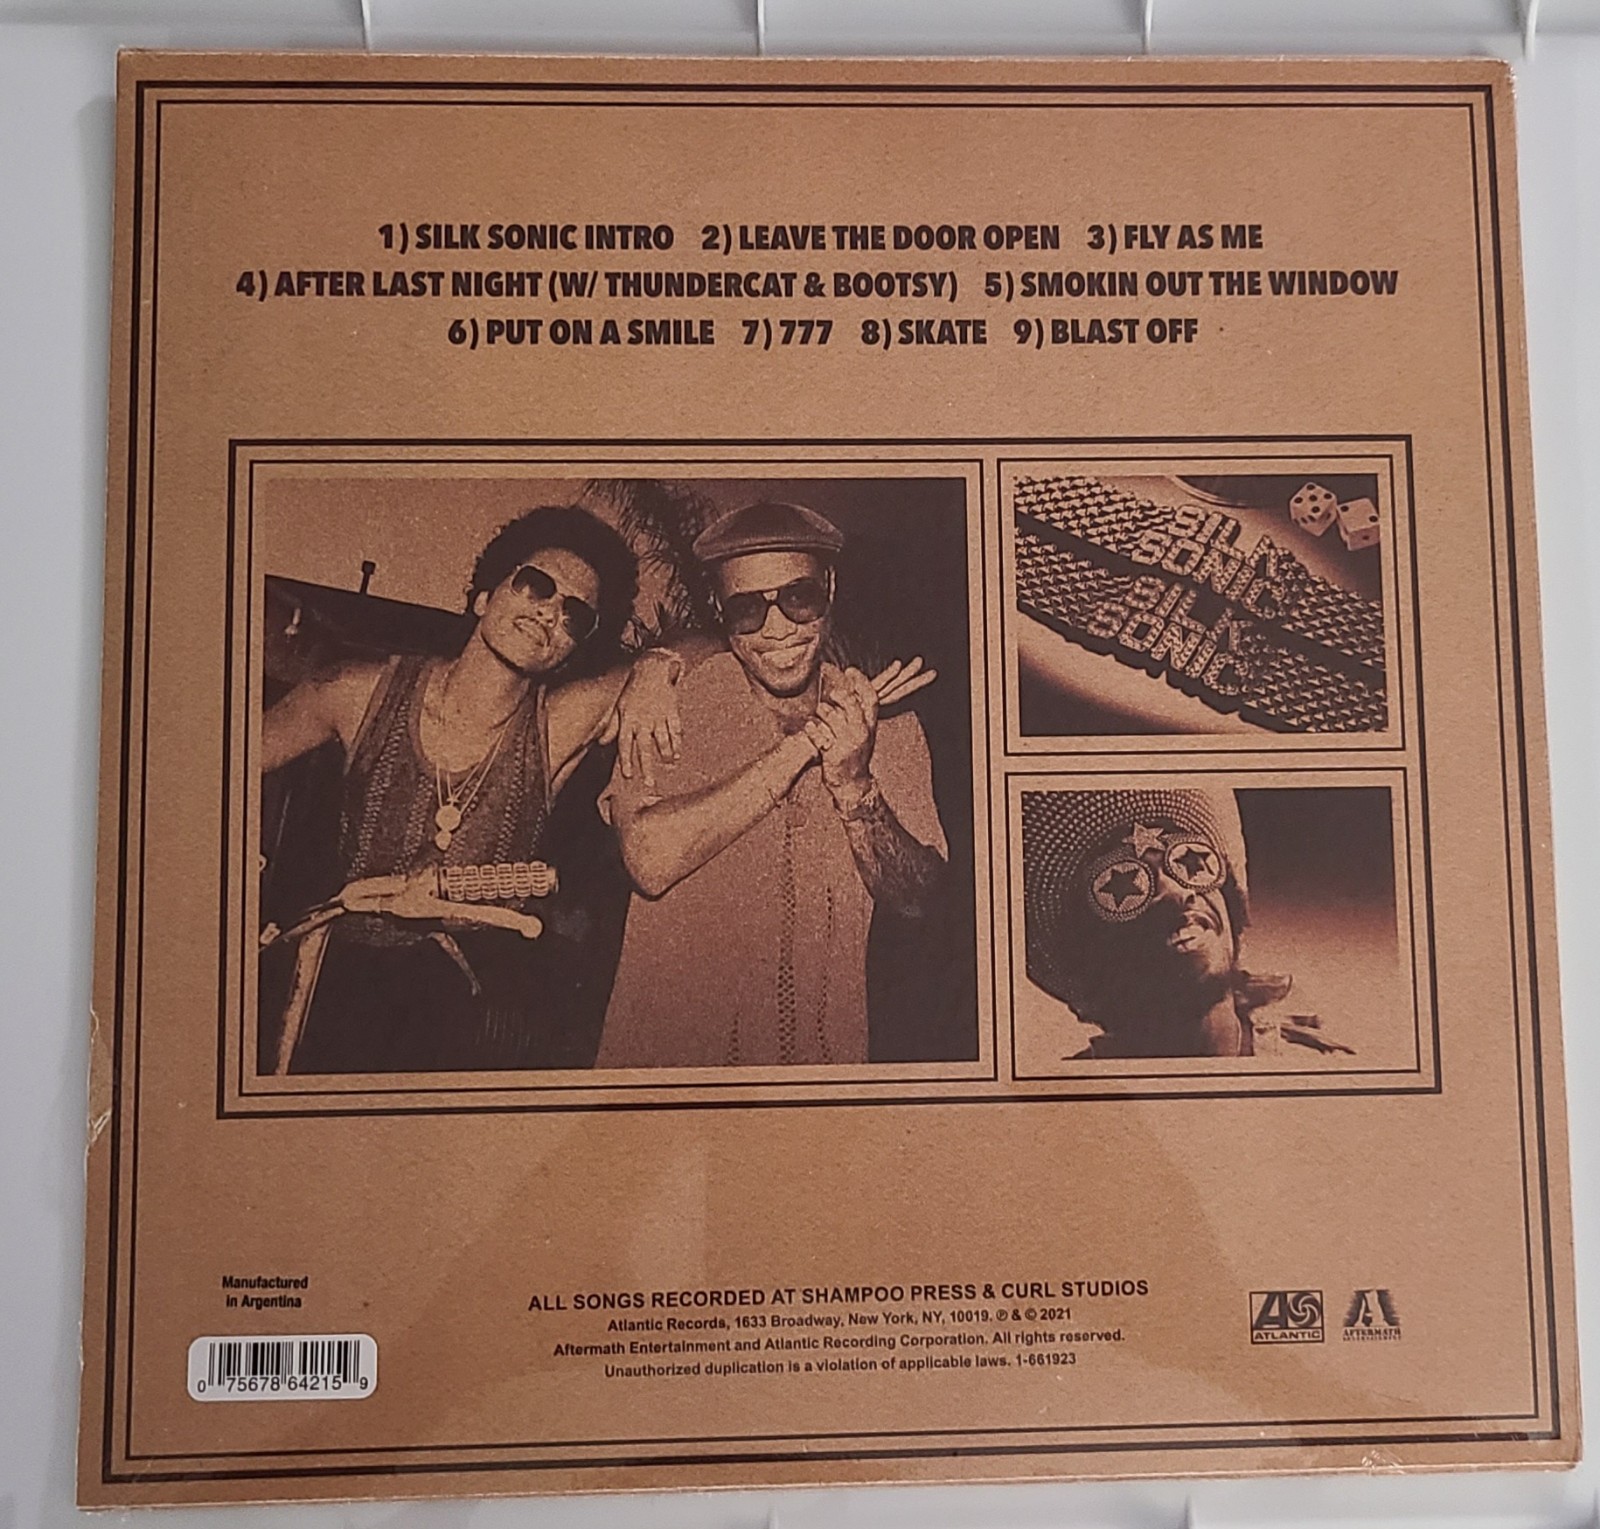 1) SILK SONIC INTRO 2) LEAVE THE DOOR OPEN 3) FLY AS ME
4) AFTER LAST NIGHT (W/ THUNDERCAT & BOOTSY) 5) SMOKIN OUT THE WINDOW
6) PUT ON A SMILE 7) 777 8) SKATE 9) BLAST OFF
SILK
SONIC
SILK
SONIC
Manufactured
in Argentina
0 75678 64215 9
ALL SONGS RECORDED AT SHAMPOO PRESS & CURL STUDIOS
Atlantic Records, 1633 Broadway, New York, NY, 10019. ℗ & © 2021
Aftermath Entertainment and Atlantic Recording Corporation. All rights reserved.
Unauthorized duplication is a violation of applicable laws. 1-661923
ATLANTIC
AFTERMATH
ENTERTAINMENT